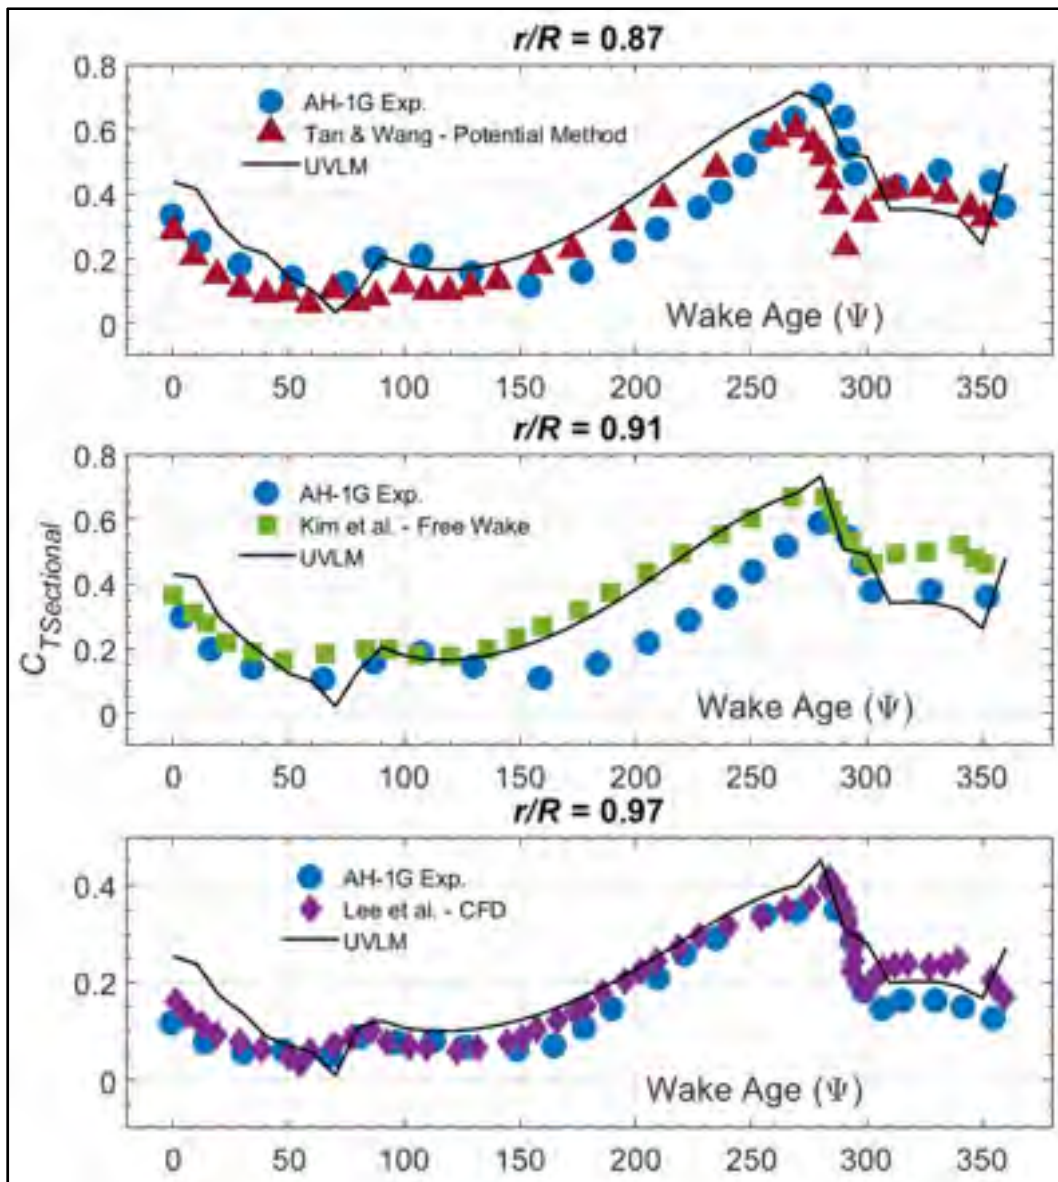 r/R = 0.87
0.8
0.6
0.4
0.2
0
AH-1G Exp.
Tan & Wang - Potential Method
UVLM
Wake Age (Ψ)
0 50 100 150 200 250 300 350
r/R = 0.91
0.8
0.6
0.4
0.2
0
AH-1G Exp.
Kim et al. - Free Wake
UVLM
Wake Age (Ψ)
C_TSectional
0 50 100 150 200 250 300 350
r/R = 0.97
0.4
0.2
0
AH-1G Exp.
Lee et al. - CFD
UVLM
Wake Age (Ψ)
0 50 100 150 200 250 300 350